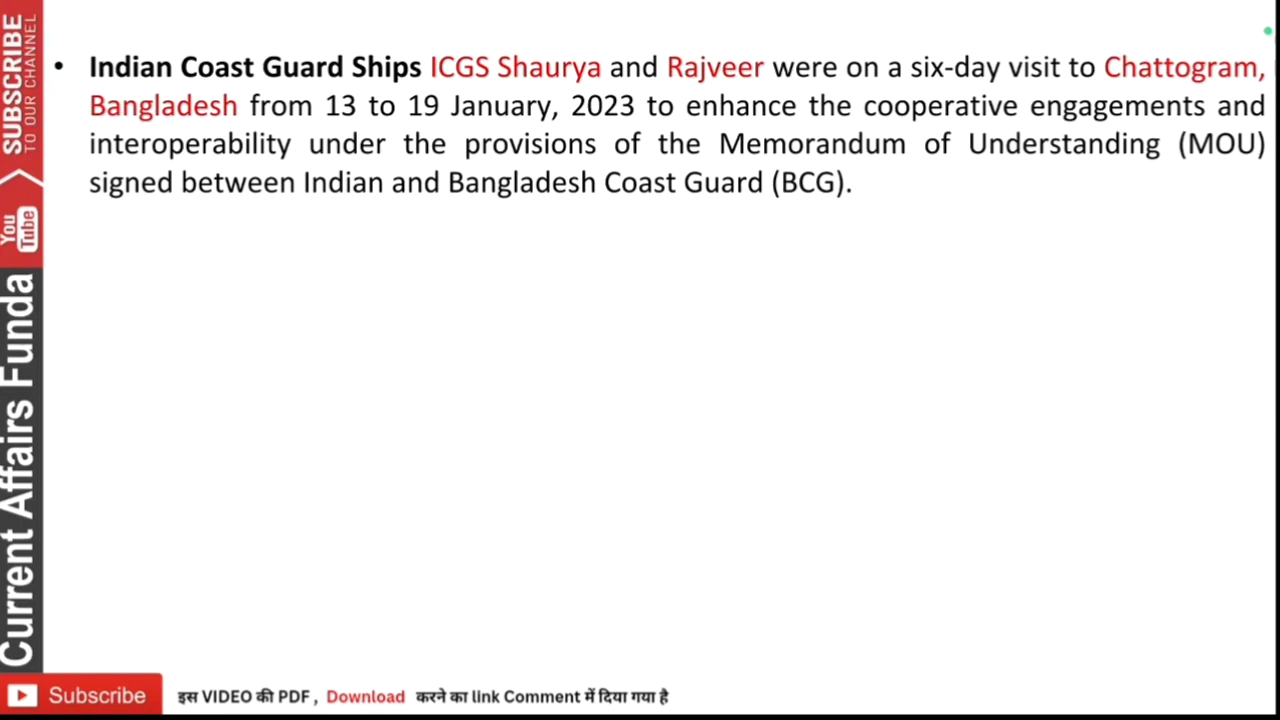 • Indian Coast Guard Ships ICGS Shaurya and Rajveer were on a six-day visit to Chattogram,
Bangladesh from 13 to 19 January, 2023 to enhance the cooperative engagements and
interoperability under the provisions of the Memorandum of Understanding (MOU)
signed between Indian and Bangladesh Coast Guard (BCG).
SUBSCRIBE
TO OUR CHANNEL
You Tube
Current Affairs Funda
Subscribe
इस VIDEO की PDF , Download करने का link Comment में दिया गया है